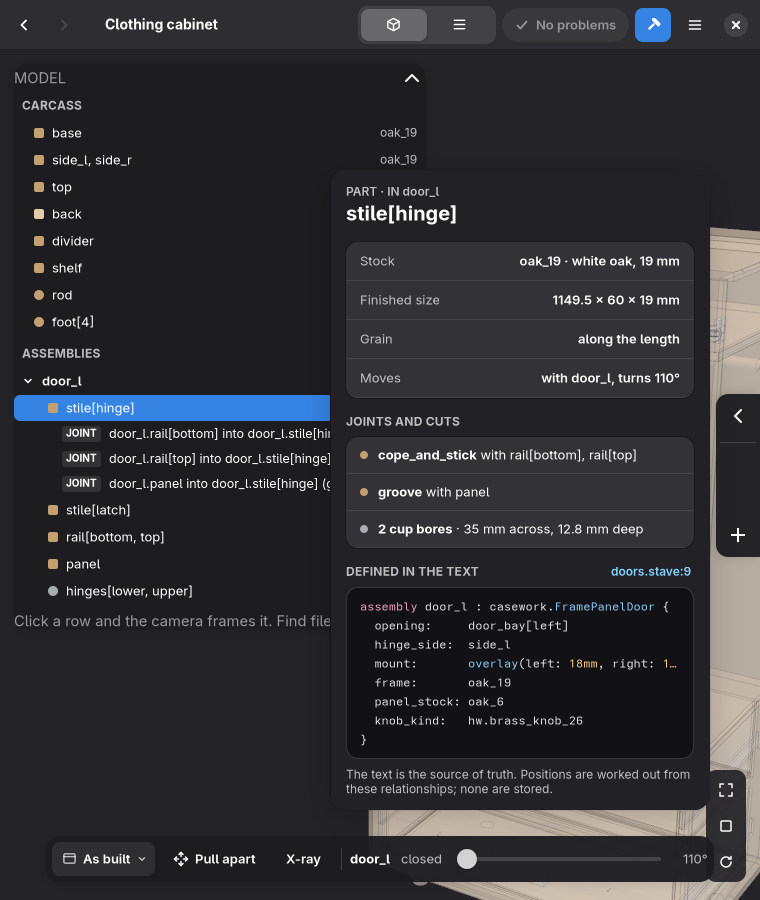 Clothing cabinet
No problems
MODEL
CARCASS
base oak_19
side_l, side_r oak_19
top
back
divider
shelf
rod
foot[4]
ASSEMBLIES
door_l
stile[hinge]
JOINT door_l.rail[bottom] into door_l.stile[hin
JOINT door_l.rail[top] into door_l.stile[hinge]
JOINT door_l.panel into door_l.stile[hinge] (g
stile[latch]
rail[bottom, top]
panel
hinges[lower, upper]
Click a row and the camera frames it. Find file
PART · IN door_l
stile[hinge]
Stock oak_19 · white oak, 19 mm
Finished size 1149.5 × 60 × 19 mm
Grain along the length
Moves with door_l, turns 110°
JOINTS AND CUTS
cope_and_stick with rail[bottom], rail[top]
groove with panel
2 cup bores · 35 mm across, 12.8 mm deep
DEFINED IN THE TEXT doors.stave:9
assembly door_l : casework.FramePanelDoor {
opening: door_bay[left]
hinge_side: side_l
mount: overlay(left: 18mm, right: 1…
frame: oak_19
panel_stock: oak_6
knob_kind: hw.brass_knob_26
}
The text is the source of truth. Positions are worked out from
these relationships; none are stored.
As built Pull apart X-ray door_l closed 110°